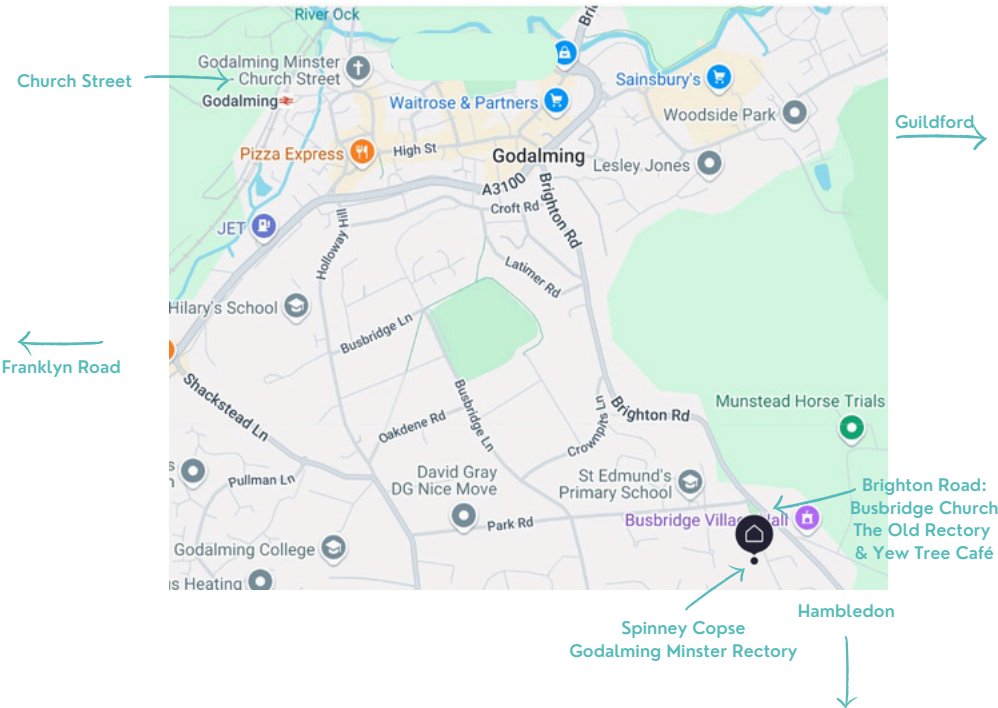 River Ock
Brig
Godalming Minster
- Church Street
Church Street
Godalming
Sainsbury's
Waitrose & Partners
Woodside Park
Guildford
Pizza Express
High St
Godalming
Lesley Jones
A3100
Brighton Rd
Croft Rd
Holloway Hill
JET
Latimer Rd
Hilary's School
Busbridge Ln
Franklyn Road
Shackstead Ln
Busbridge Ln
Crownpits Ln
Brighton Rd
Munstead Horse Trials
Oakdene Rd
Pullman Ln
David Gray
DG Nice Move
St Edmund's
Primary School
Brighton Road:
Busbridge Church
The Old Rectory
& Yew Tree Café
Park Rd
Busbridge Villa Hall
Godalming College
s Heating
Hambledon
Spinney Copse
Godalming Minster Rectory